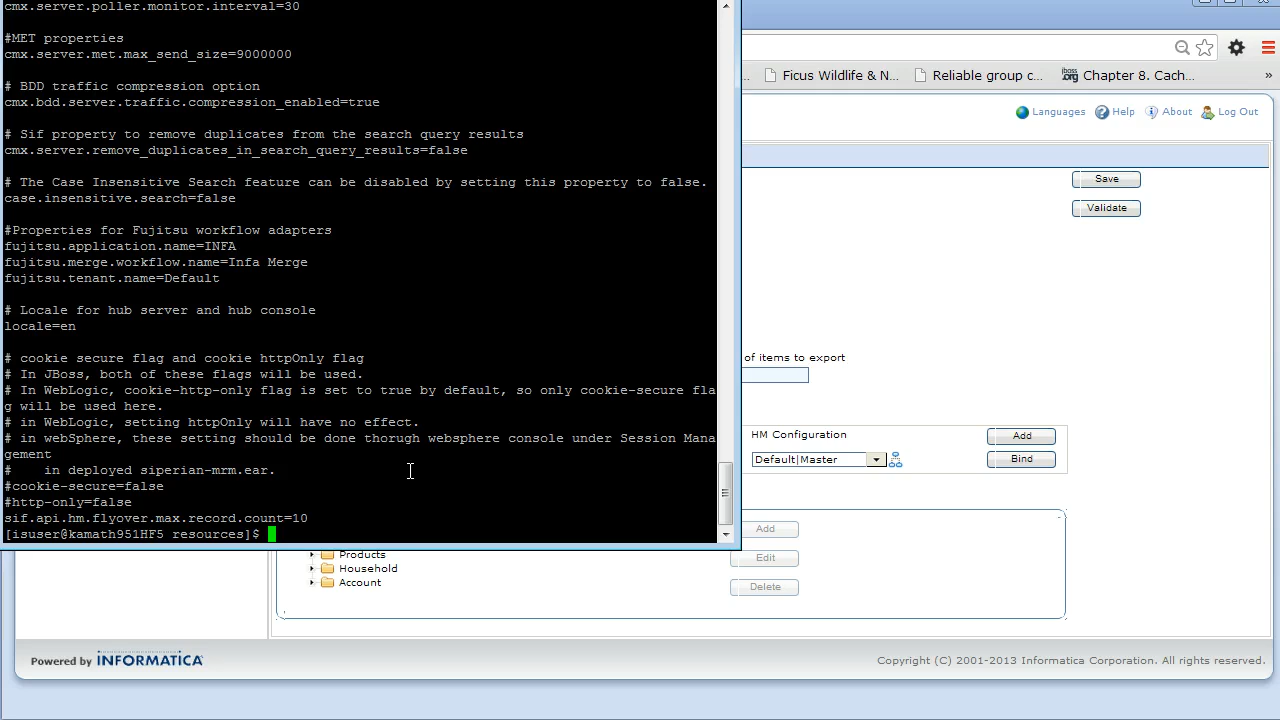 cmx.server.poller.monitor.interval=30
#MET properties
cmx.server.met.max_send_size=9000000
# BDD traffic compression option
cmx.bdd.server.traffic.compression_enabled=true
# Sif property to remove duplicates from the search query results
cmx.server.remove_duplicates_in_search_query_results=false
# The Case Insensitive Search feature can be disabled by setting this property to false.
case.insensitive.search=false
#Properties for Fujitsu workflow adapters
fujitsu.application.name=INFA
fujitsu.merge.workflow.name=Infa Merge
fujitsu.tenant.name=Default
# Locale for hub server and hub console
locale=en
# cookie secure flag and cookie httpOnly flag
# In JBoss, both of these flags will be used.
# In WebLogic, cookie-http-only flag is set to true by default, so only cookie-secure fla
g will be used here.
# in WebLogic, setting httpOnly will have no effect.
# in webSphere, these setting should be done thorugh websphere console under Session Mana
gement
#    in deployed siperian-mrm.ear.
#cookie-secure=false
#http-only=false
sif.api.hm.flyover.max.record.count=10
[isuser@kamath951HF5 resources]$
... Ficus Wildlife & N... Reliable group c... Chapter 8. Cach... »
Languages Help About Log Out
Save
Validate
of items to export
HM Configuration
Add
Default|Master
Bind
Add
Edit
Delete
Products
Household
Account
Powered by INFORMATICA
Copyright (C) 2001-2013 Informatica Corporation. All rights reserved.